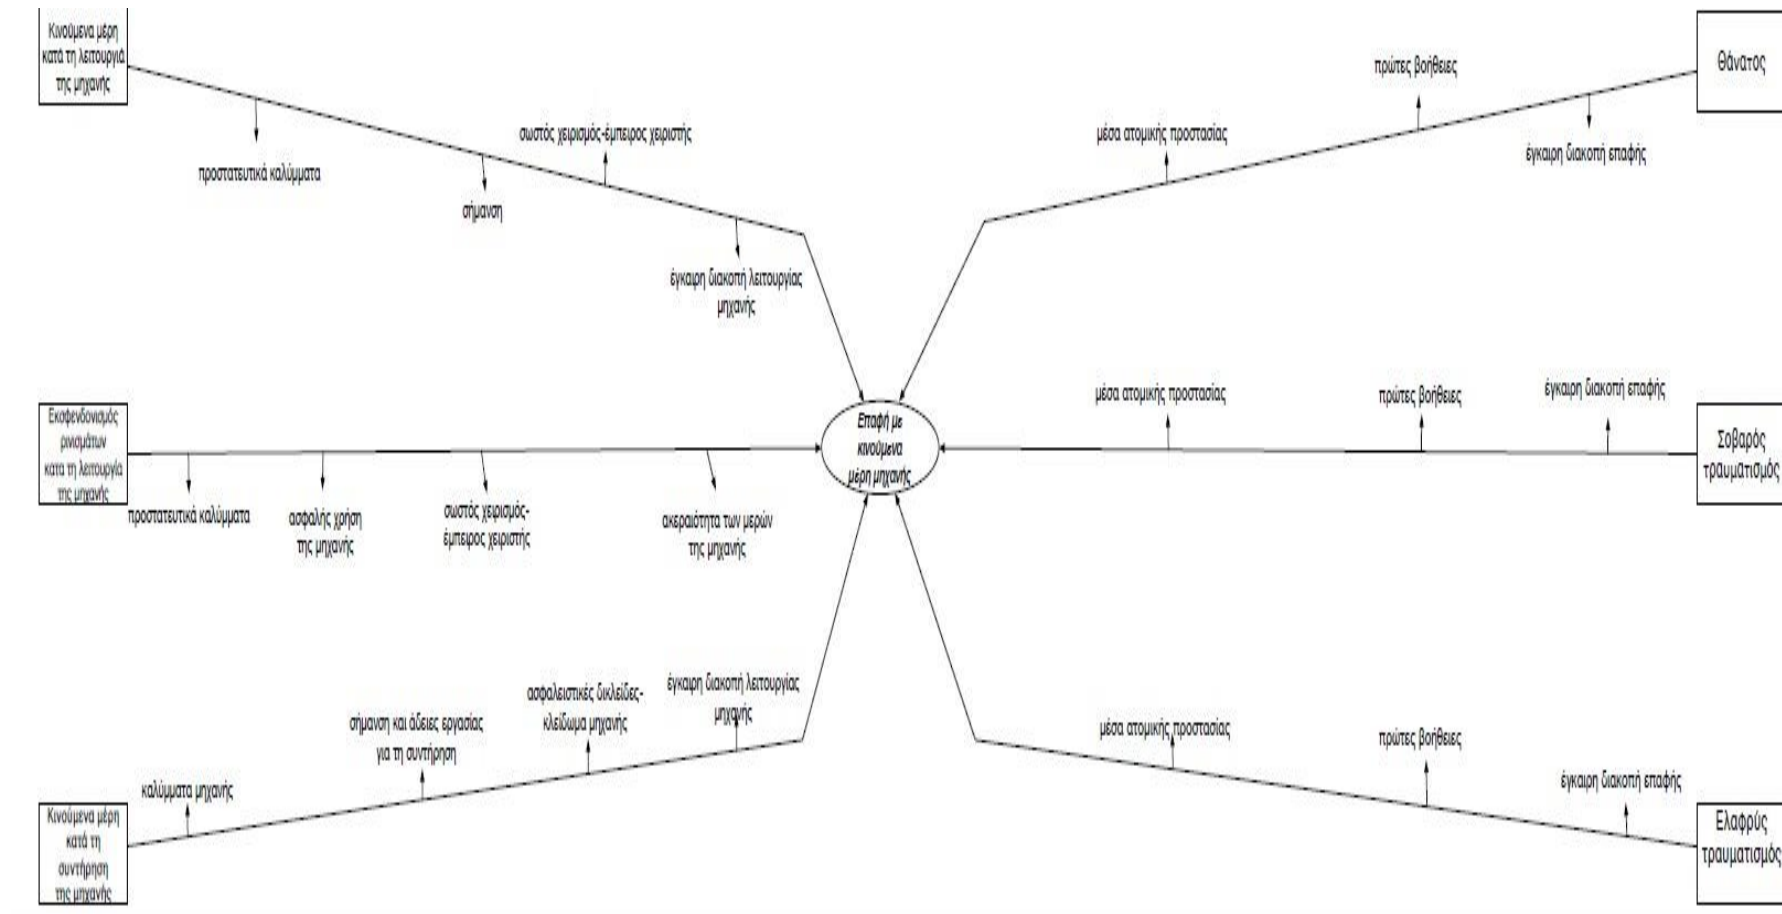 Κινούμενα μέρη
κατά τη λειτουργιά
της μηχανής
προστατευτικά καλύμματα
σήμανση
σωστός χειρισμός-έμπειρος χειριστής
έγκαιρη διακοπή λειτουργίας
μηχανής
μέσα ατομικής προστασίας
πρώτες βοήθειες
έγκαιρη διακοπή επαφής
Θάνατος
Εκσφενδονισμός
ρινισμάτων
κατα τη λειτουργία
της μηχανής
προστατευτικά καλύμματα
ασφαλής χρήση
της μηχανής
σωστός χειρισμός-
έμπειρος χειριστής
ακεραιότητα των μερών
της μηχανής
Επαφή με
κινούμενα
μέρη μηχανής
μέσα ατομικής προστασίας
πρώτες βοήθειες
έγκαιρη διακοπή επαφής
Σοβαρός
τραυματισμός
Κινούμενα μέρη
κατά τη
συντήρηση
της μηχανής
καλύμματα μηχανής
σήμανση και άδειες εργασίας
για τη συντήρηση
ασφαλειστικές δικλείδες-
κλείδωμα μηχανής
έγκαιρη διακοπή λειτουργίας
μηχανής
μέσα ατομικής προστασίας
πρώτες βοήθειες
έγκαιρη διακοπή επαφής
Ελαφρύς
τραυματισμός